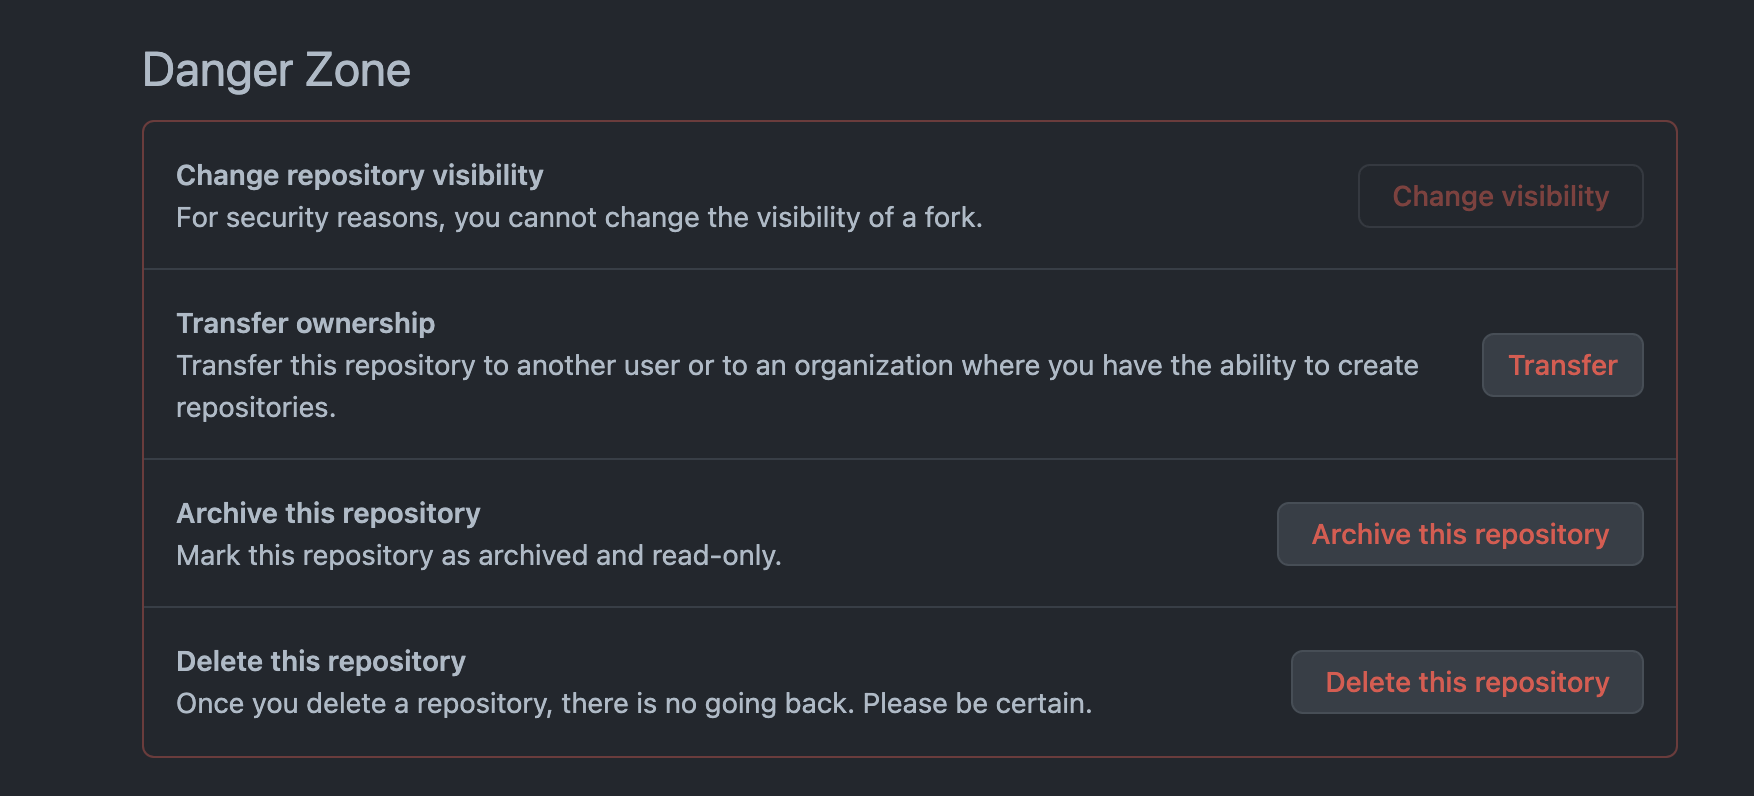 Danger Zone
Change repository visibility
For security reasons, you cannot change the visibility of a fork.
Change visibility
Transfer ownership
Transfer this repository to another user or to an organization where you have the ability to create
repositories.
Transfer
Archive this repository
Mark this repository as archived and read-only.
Archive this repository
Delete this repository
Once you delete a repository, there is no going back. Please be certain.
Delete this repository